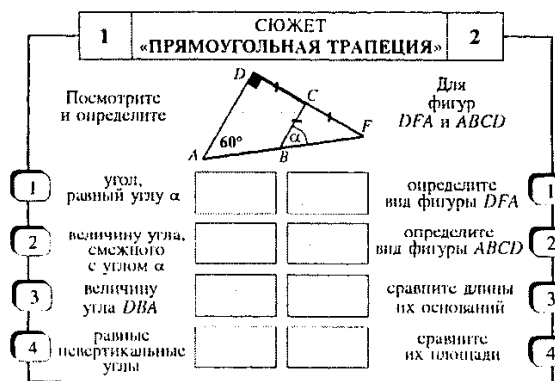 1
СЮЖЕТ
«ПРЯМОУГОЛЬНАЯ ТРАПЕЦИЯ»
2
Посмотрите
и определите
D
C
F
60°
α
A
B
Для
фигур
DFA и ABCD
1
угол,
равный углу α
определите
вид фигуры DFA
1
2
величину угла,
смежного
с углом α
определите
вид фигуры ABCD
2
3
величину
угла DBA
сравните длины
их оснований
3
4
равные
невертикальные
углы
сравните
их площади
4